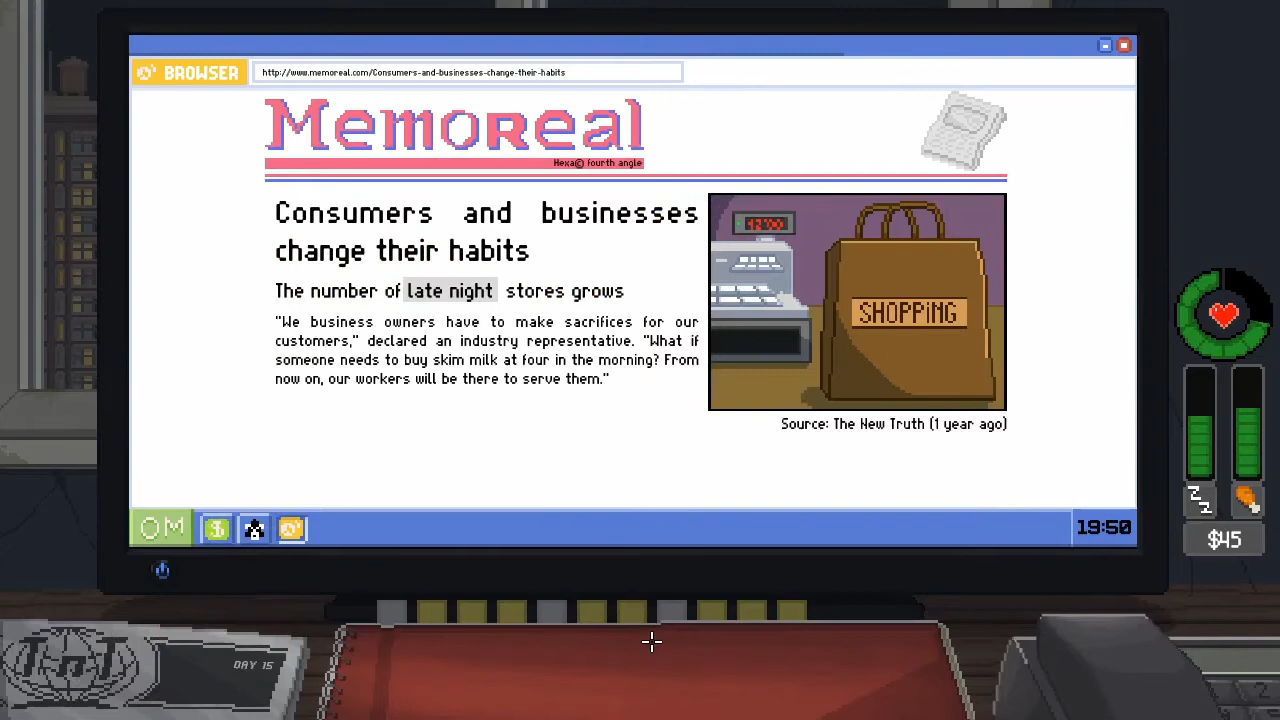 BROWSER
http://www.memoreal.com/Consumers-and-businesses-change-their-habits
Memoreal
Hexa© fourth angle
Consumers and businesses
change their habits
The number of late night stores grows
"We business owners have to make sacrifices for our
customers," declared an industry representative. "What if
someone needs to buy skim milk at four in the morning? From
now on, our workers will be there to serve them."
SHOPPiNG
Source: The New Truth (1 year ago)
OM
19:50
$45
DAY 15